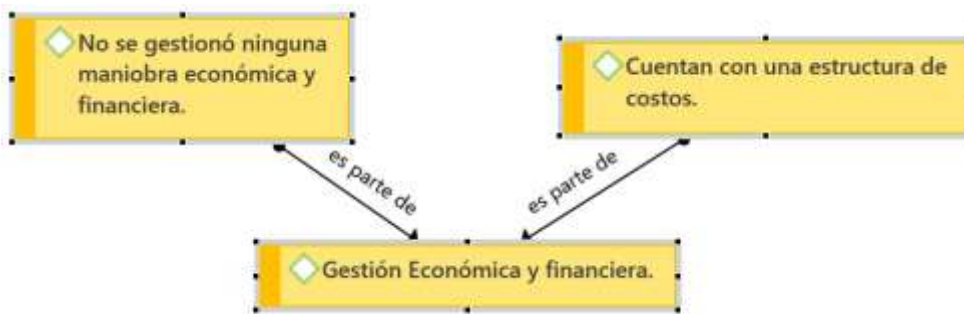 No se gestionó ninguna
maniobra económica y
financiera.
Cuentan con una estructura de
costos.
es parte de
es parte de
Gestión Económica y financiera.